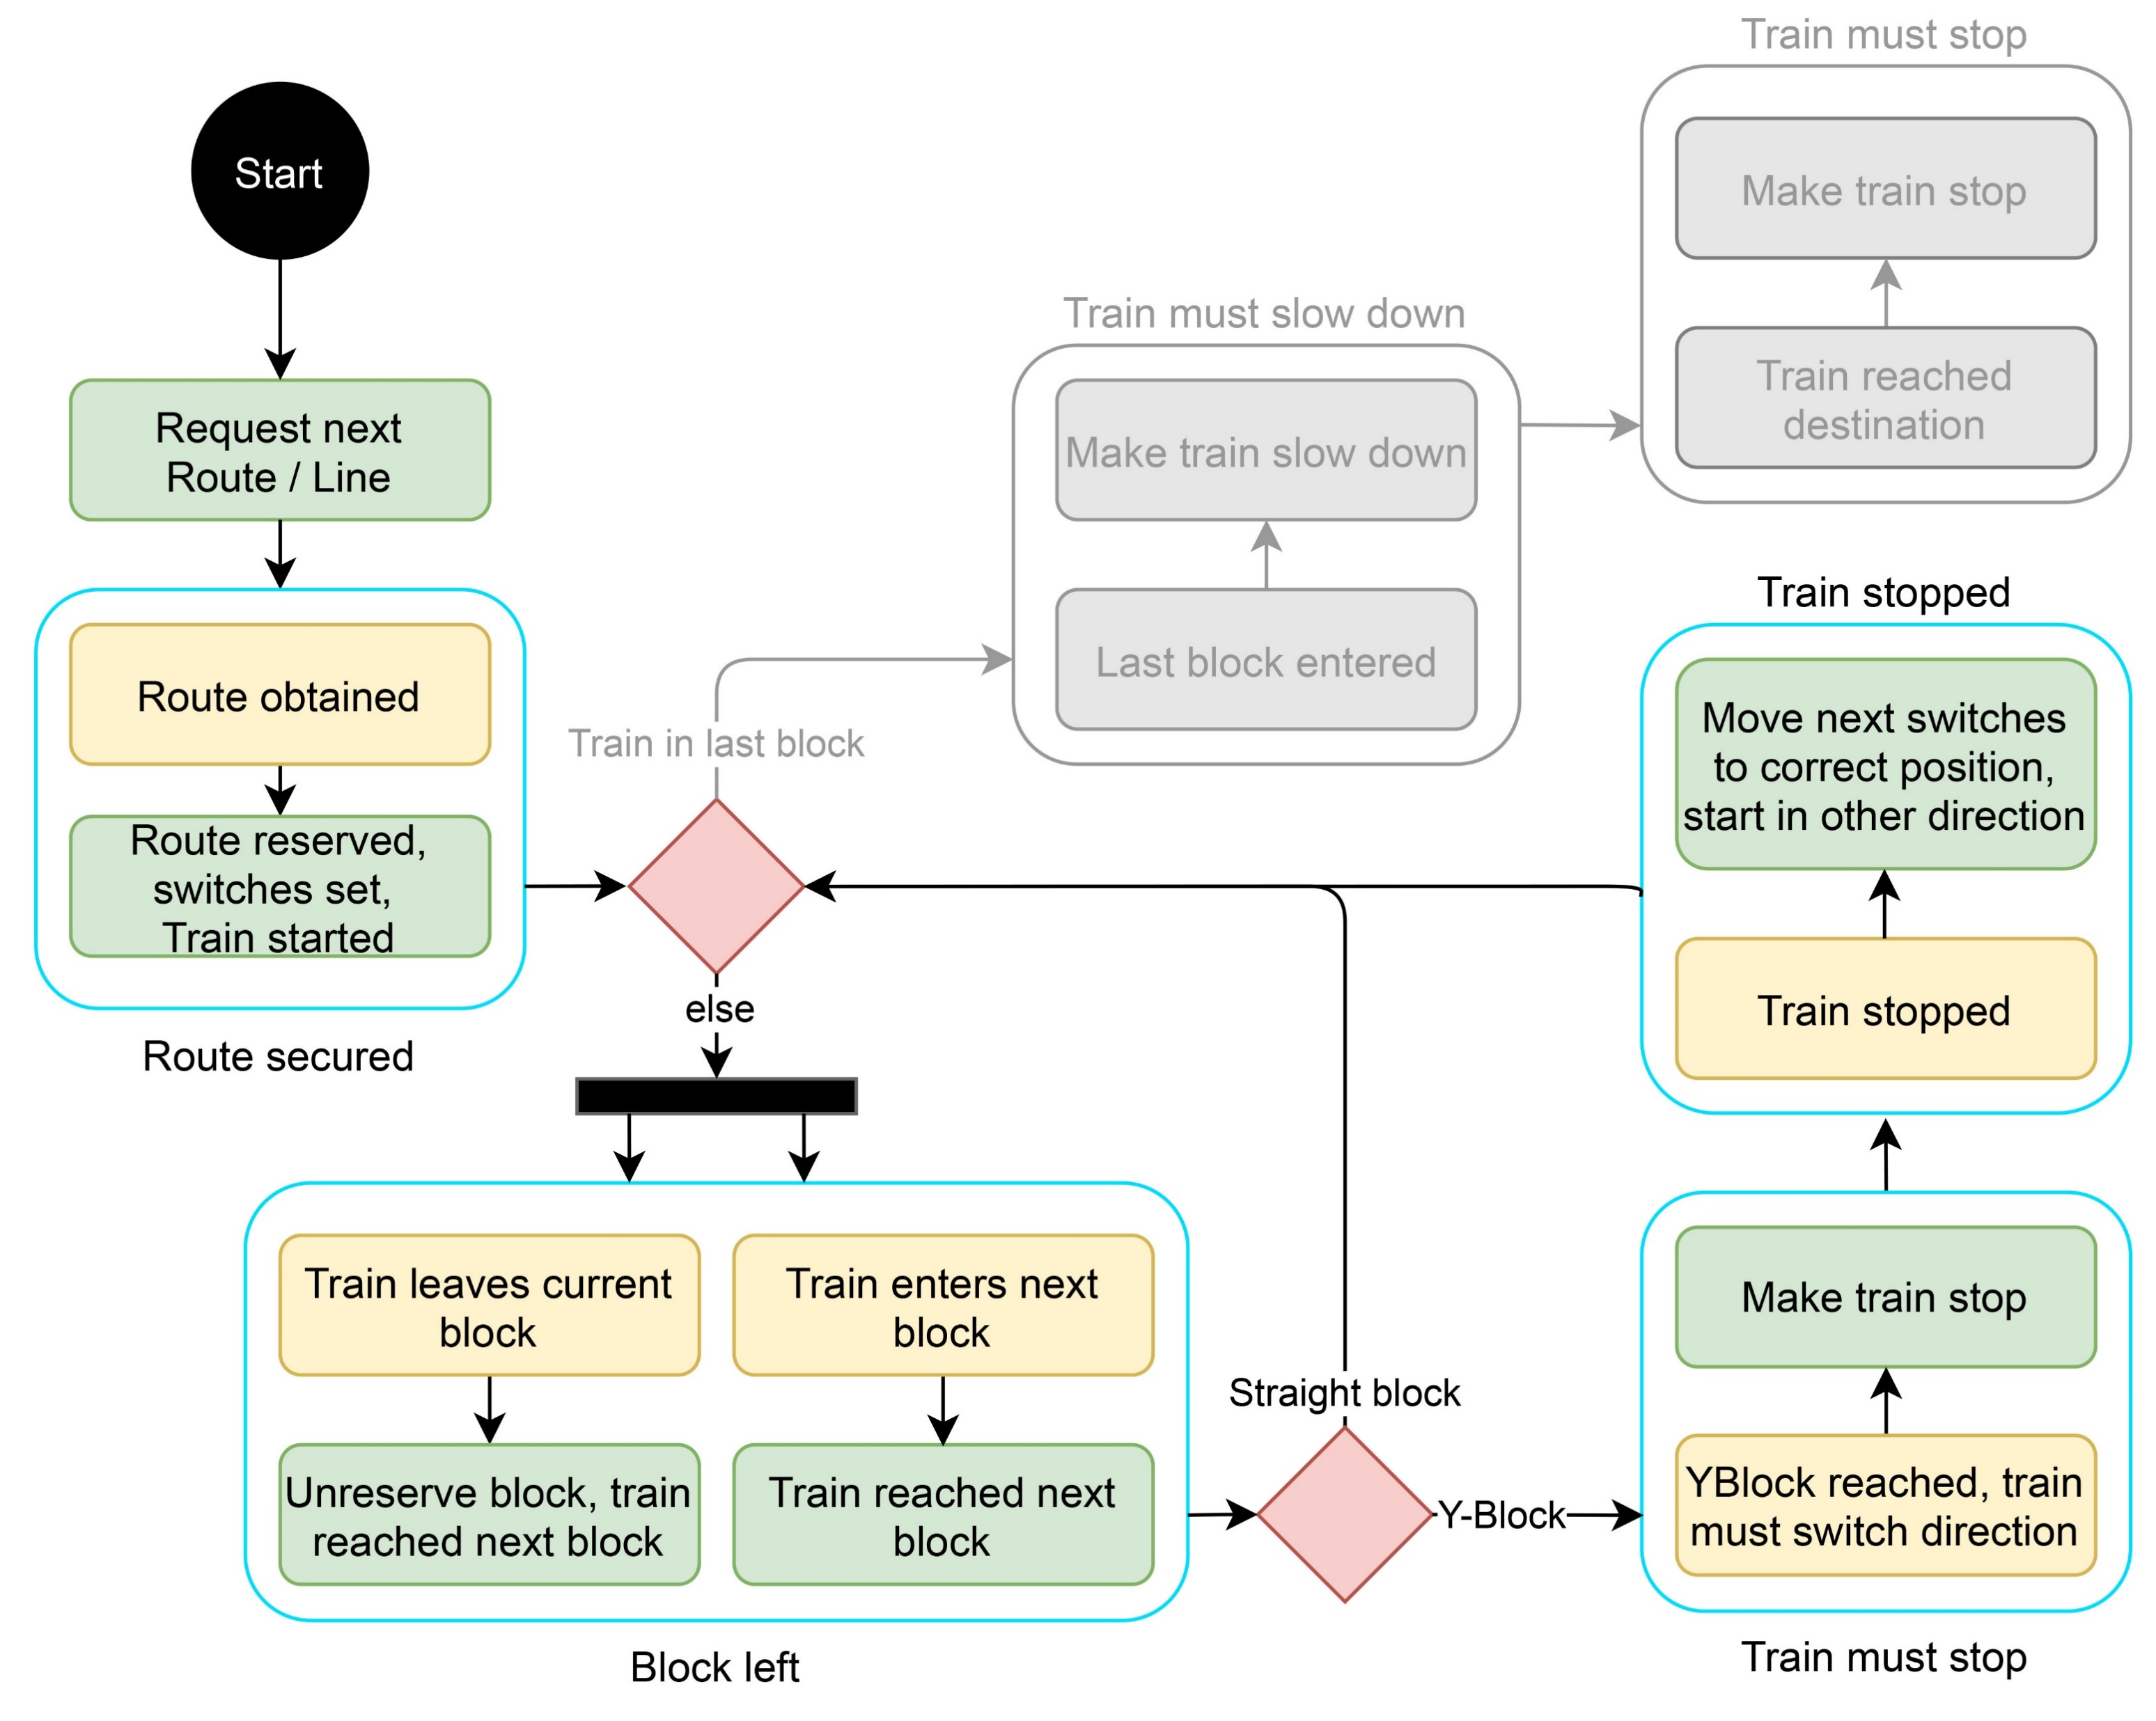 Start
Request next
Route / Line
Route obtained
Route reserved,
switches set,
Train started
Route secured
Train in last block
else
Train must slow down
Make train slow down
Last block entered
Train must stop
Make train stop
Train reached
destination
Train stopped
Move next switches
to correct position,
start in other direction
Train stopped
Train leaves current
block
Unreserve block, train
reached next block
Train enters next
block
Train reached next
block
Block left
Straight block
Y-Block
Make train stop
YBlock reached, train
must switch direction
Train must stop